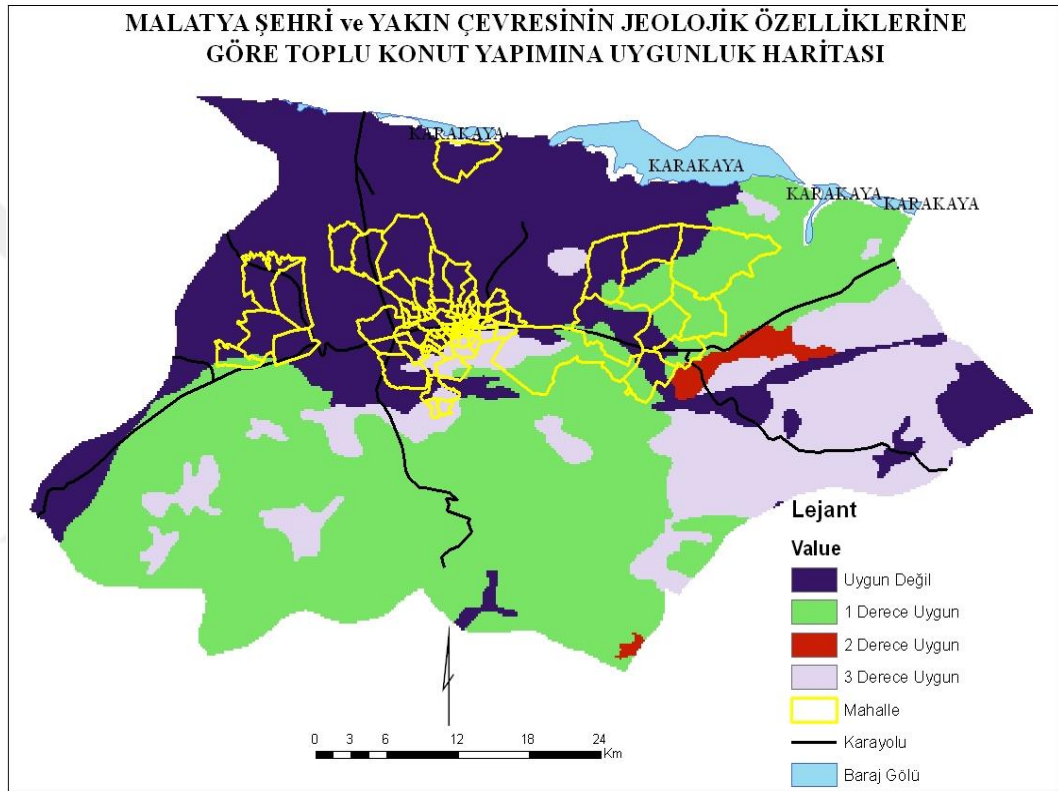 MALATYA ŞEHRİ ve YAKIN ÇEVRESİNİN JEOLOJİK ÖZELLİKLERİNE
GÖRE TOPLU KONUT YAPIMINA UYGUNLUK HARİTASI
KARAKAYA
KARAKAYA
KARAKAYA
KARAKAYA
Lejant
Value
Uygun Değil
1 Derece Uygun
2 Derece Uygun
3 Derece Uygun
Mahalle
Karayolu
Baraj Gölü
0 3 6 12 18 24
Km